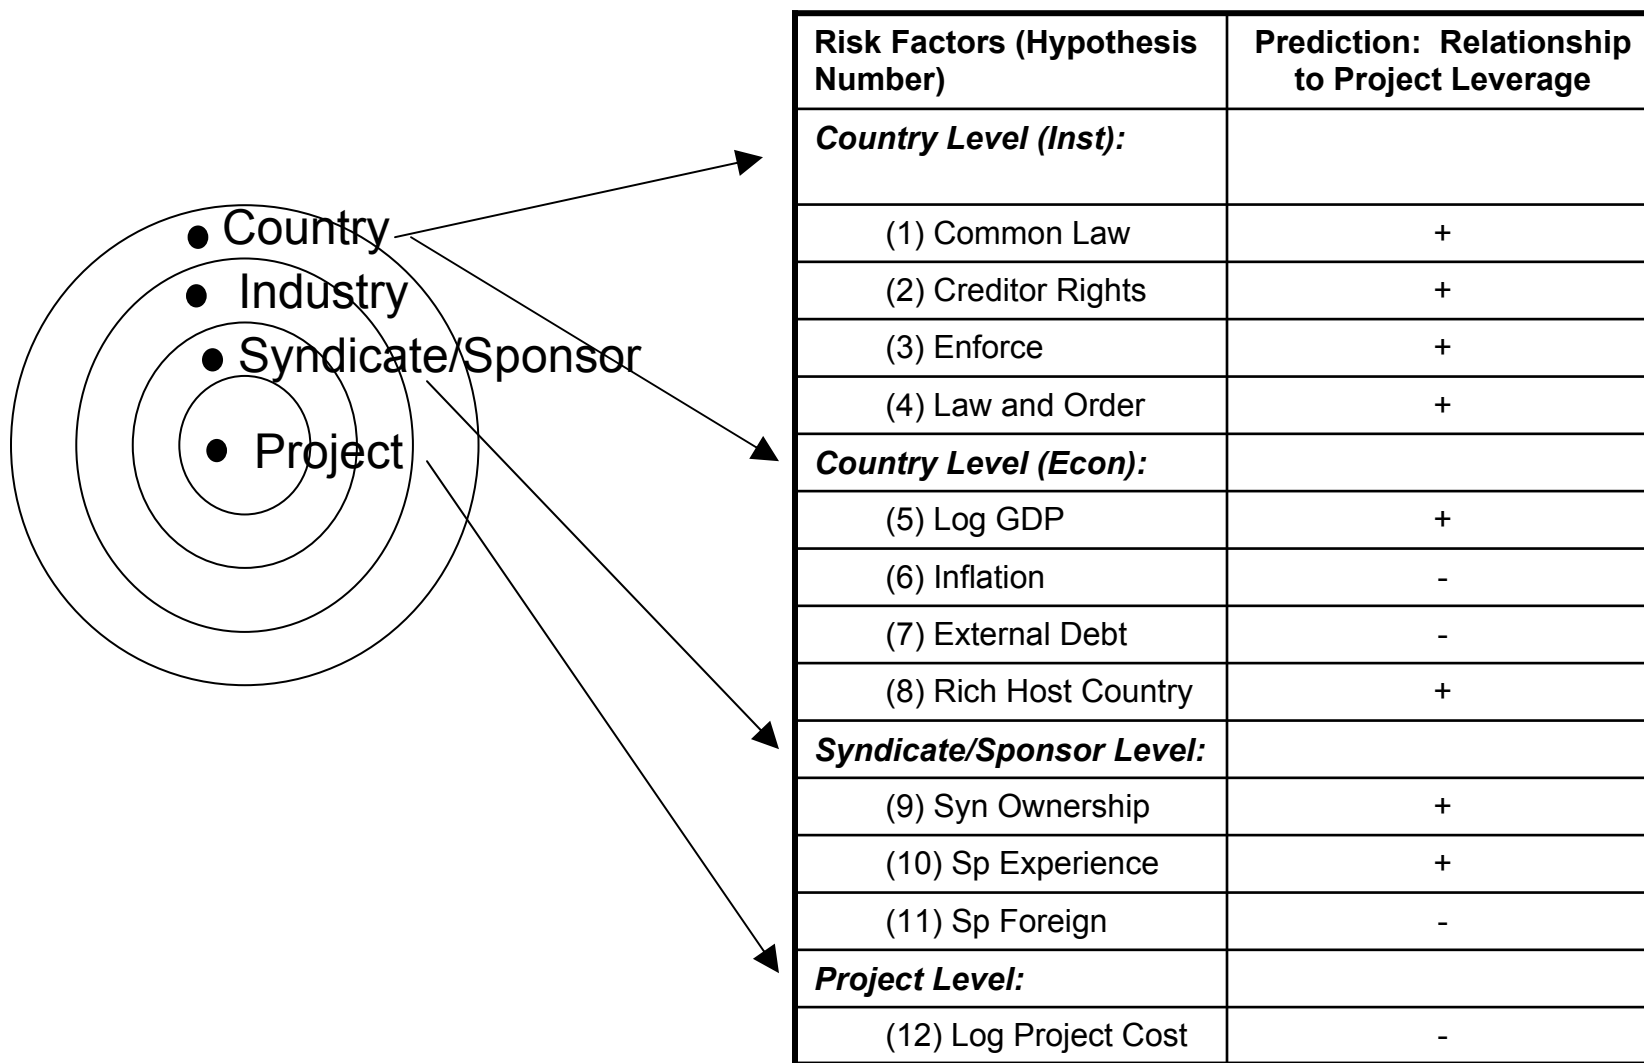 Country
Industry
Syndicate/Sponsor
Project
Risk Factors (Hypothesis
Number)
Prediction: Relationship
to Project Leverage
Country Level (Inst):
(1) Common Law +
(2) Creditor Rights +
(3) Enforce +
(4) Law and Order +
Country Level (Econ):
(5) Log GDP +
(6) Inflation -
(7) External Debt -
(8) Rich Host Country +
Syndicate/Sponsor Level:
(9) Syn Ownership +
(10) Sp Experience +
(11) Sp Foreign -
Project Level:
(12) Log Project Cost -